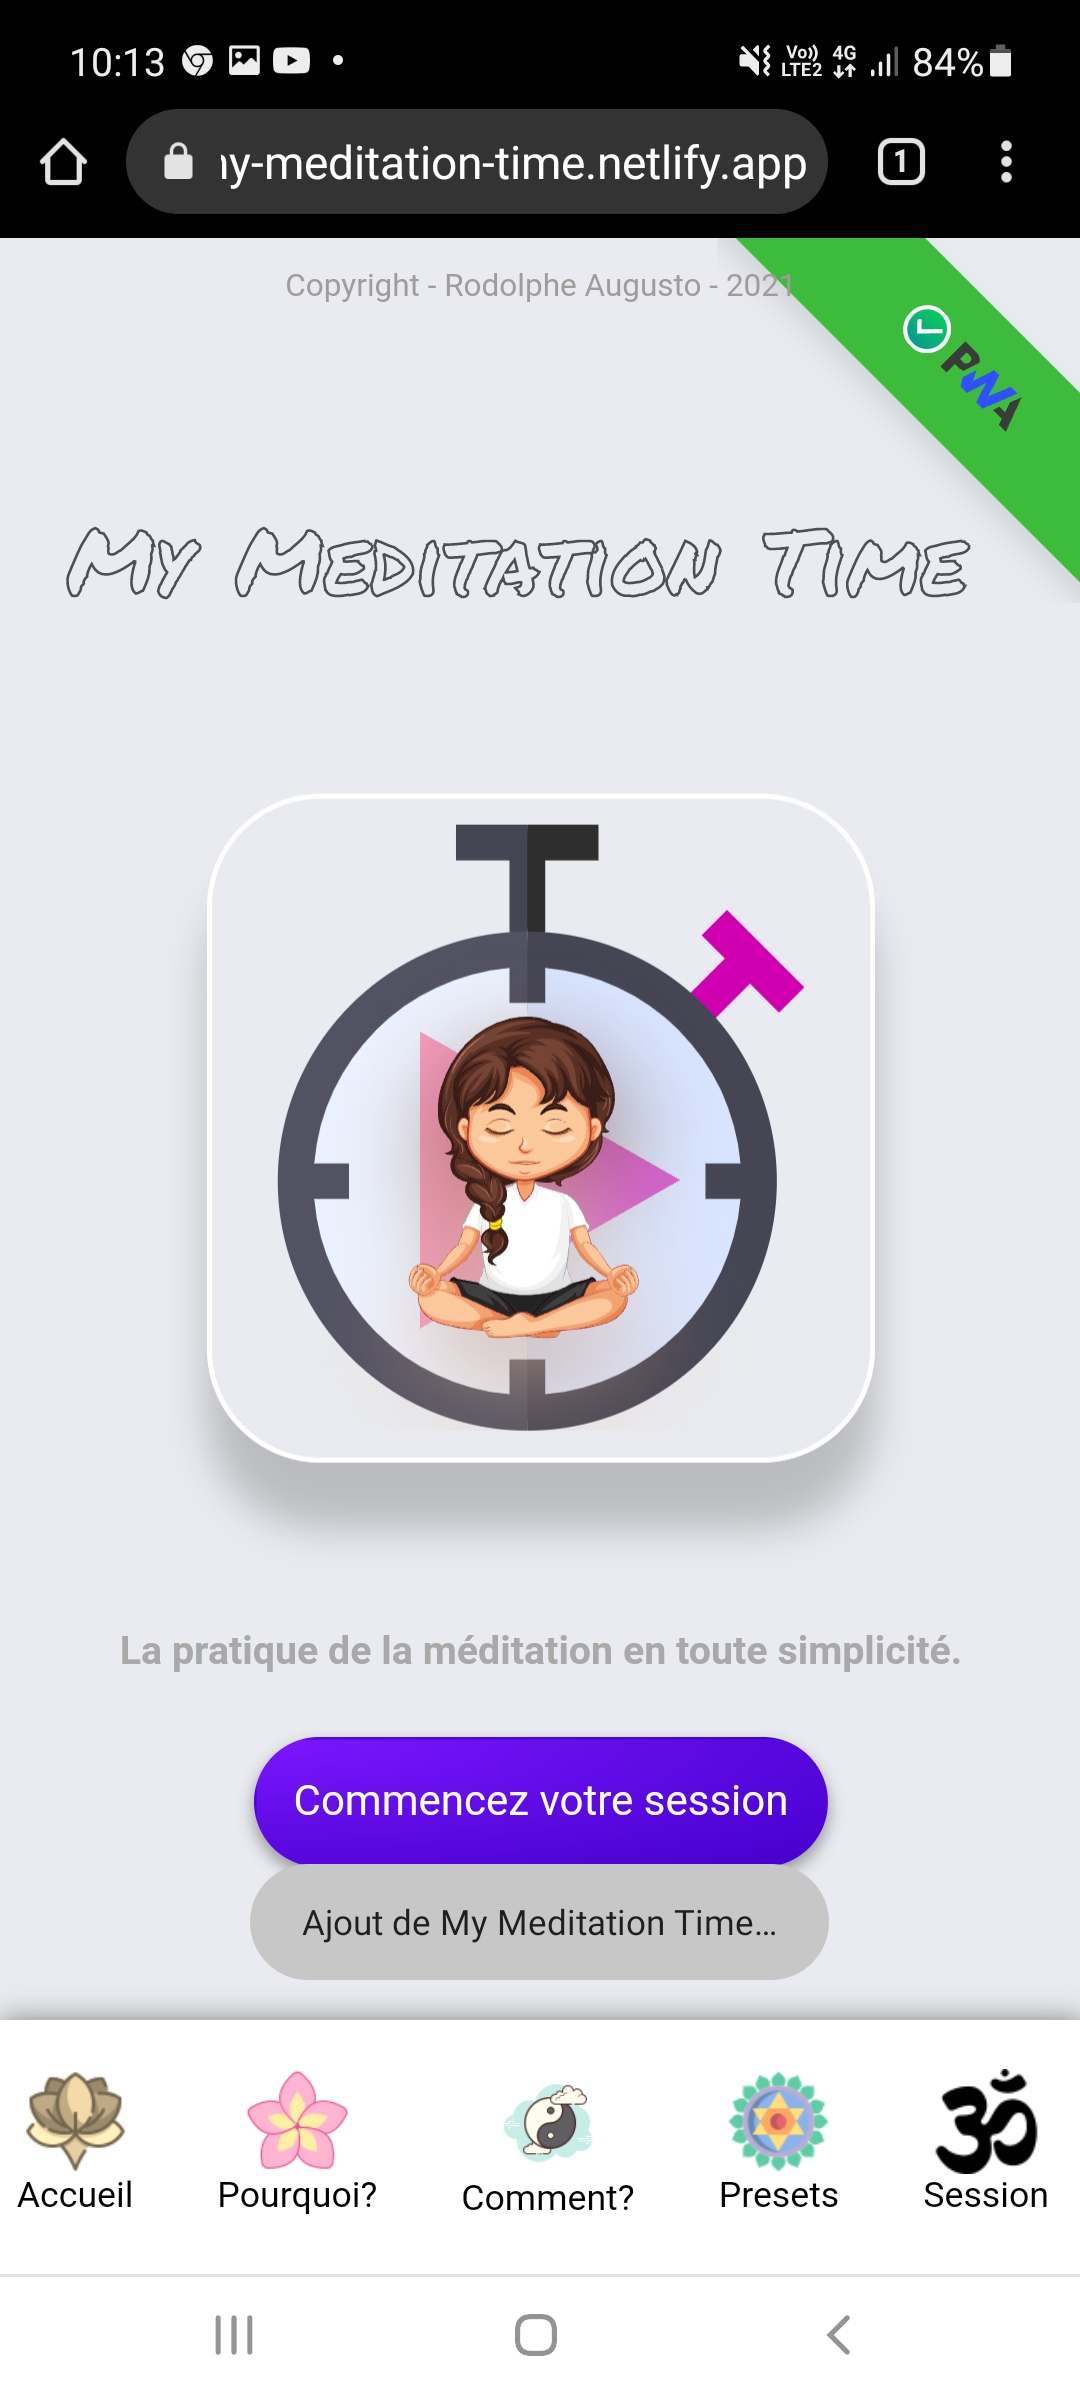 10:13
Vo)) LTE2 4G 84%
y-meditation-time.netlify.app
1
Copyright - Rodolphe Augusto - 2021
PWA
My Meditation Time
La pratique de la méditation en toute simplicité.
Commencez votre session
Ajout de My Meditation Time...
Accueil
Pourquoi?
Comment?
Presets
Session